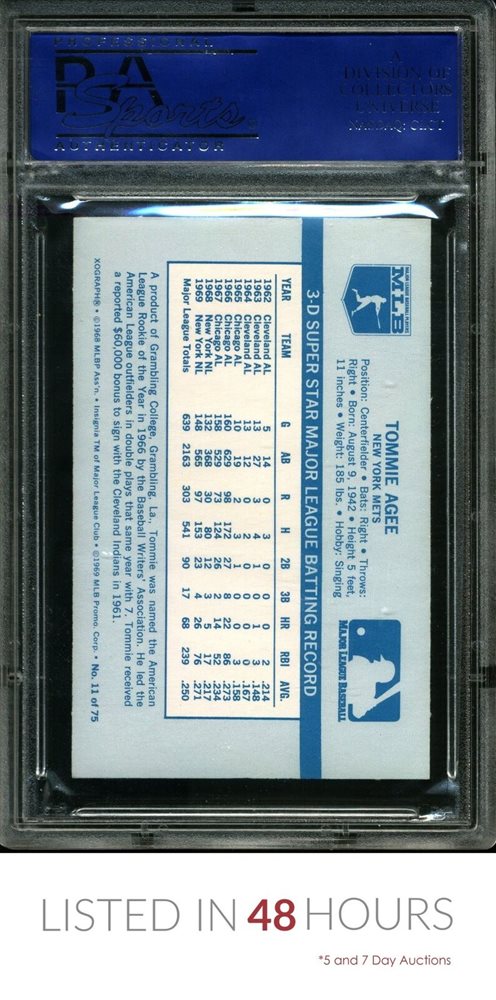 PROFESSIONAL
PSA
Sports
AUTHENTICATOR
A
DIVISION OF
COLLECTORS
UNIVERSE
NASDAQ: CLCT
MAJOR LEAGUE BASEBALL PLAYERS
MLB
TOMMIE AGEE
NEW YORK METS
Position: Centerfielder • Bats: Right • Throws:
Right • Born: August 9, 1942 • Height 5 feet,
11 inches • Weight: 185 lbs. • Hobby: Singing
MAJOR LEAGUE BASEBALL
3-D SUPER STAR MAJOR LEAGUE BATTING RECORD
YEAR TEAM G AB R H 2B 3B HR RBI AVG.
1962 Cleveland AL 5 14 0 3 0 0 0 2 .214
1963 Cleveland AL 13 27 3 4 1 0 1 3 .148
1964 Cleveland AL 13 12 0 2 0 0 0 0 .167
1965 Chicago AL 10 19 2 3 1 0 0 3 .158
1966 Chicago AL 160 629 98 172 27 8 22 86 .273
1967 Chicago AL 158 529 73 124 26 2 14 52 .234
1968 New York NL 132 368 30 80 12 3 5 17 .217
1969 New York NL 148 565 97 153 23 4 26 76 .271
Major League Totals 639 2163 303 541 90 17 68 239 .250
A product of Grambling College, Grambling, La., Tommie was named the American
League Rookie of the Year in 1966 by the Baseball Writers' Association. He led the
American League outfielders in double plays that same year with 7. Tommie received
a reported $60,000 bonus to sign with the Cleveland Indians in 1961.
XOGRAPH® • ©1968 MLBP Ass'n. • Insignia TM of Major League Club • ©1969 MLB Promo. Corp. • No. 11 of 75
LISTED IN 48 HOURS
*5 and 7 Day Auctions